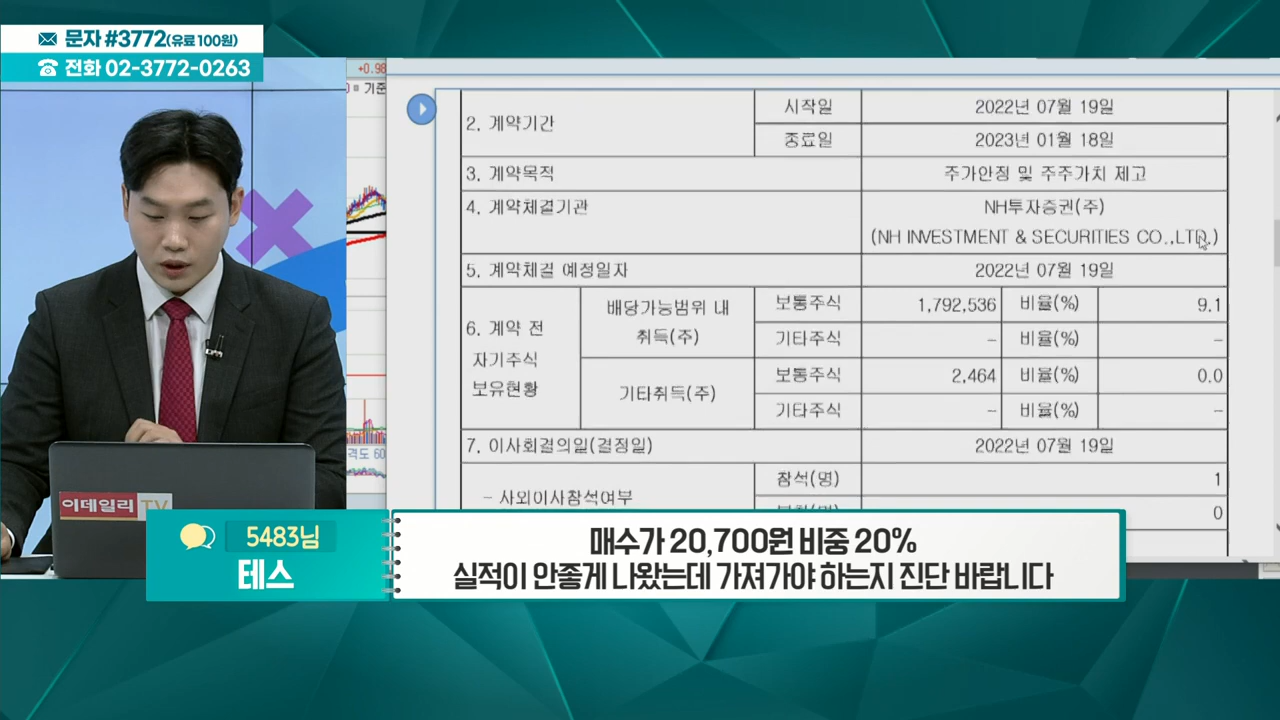 문자 #3772(유료 100원)
전화 02-3772-0263
+0.98
기준
2. 계약기간
시작일
2022년 07월 19일
종료일
2023년 01월 18일
3. 계약목적
주가안정 및 주주가치 제고
4. 계약체결기관
NH투자증권(주)
(NH INVESTMENT & SECURITIES CO.,LTD.)
5. 계약체결 예정일자
2022년 07월 19일
6. 계약 전
자기주식
보유현황
배당가능범위 내
취득(주)
보통주식
1,792,536
비율(%)
9.1
기타주식
-
비율(%)
-
기타취득(주)
보통주식
2,464
비율(%)
0.0
기타주식
-
비율(%)
-
7. 이사회결의일(결정일)
2022년 07월 19일
- 사외이사참석여부
참석(명)
1
0
격도 60
이데일리 TV
5483님
테스
매수가 20,700원 비중 20%
실적이 안좋게 나왔는데 가져가야 하는지 진단 바랍니다